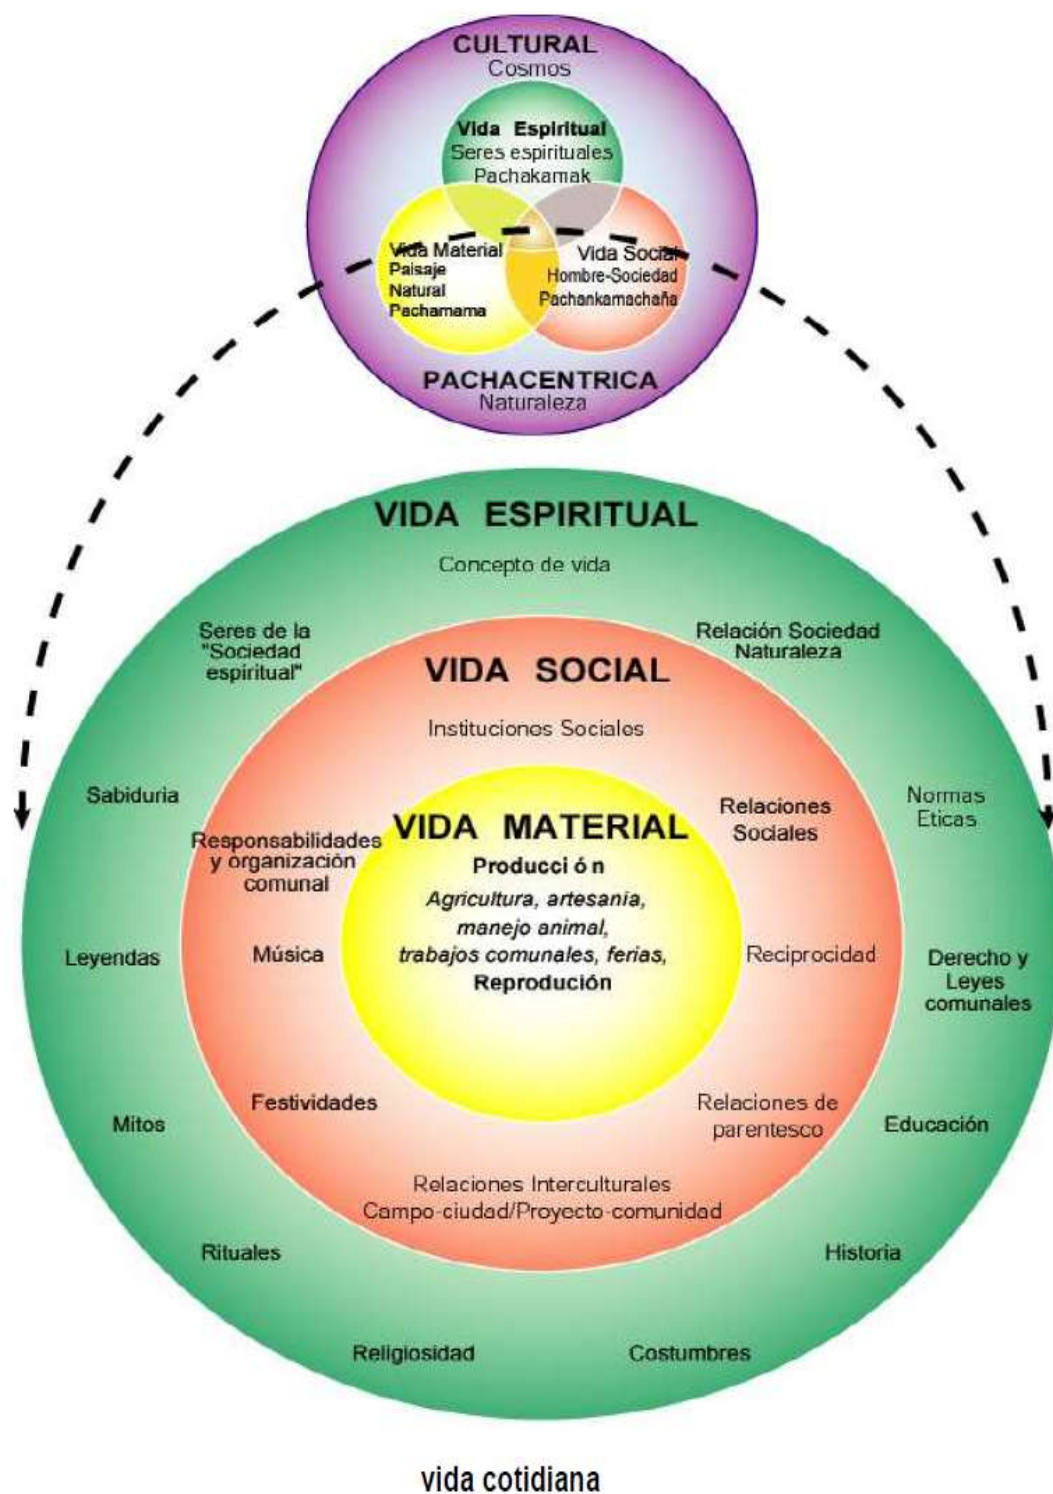 CULTURAL
Cosmos
Vida Espiritual
Seres espirituales
Pachakamak
Vida Material
Paisaje
Natural
Pachamama
Vida Social
Hombre-Sociedad
Pachankamachaña
PACHACENTRICA
Naturaleza
VIDA ESPIRITUAL
Concepto de vida
Seres de la
"Sociedad
espiritual"
Relación Sociedad
Naturaleza
VIDA SOCIAL
Instituciones Sociales
Sabiduria
Normas
Eticas
Relaciones
Sociales
Responsabilidades
y organización
comunal
VIDA MATERIAL
Producción
Agricultura, artesanía,
manejo animal,
trabajos comunales, ferias,
Reprodución
Leyendas
Música
Reciprocidad
Derecho y
Leyes
comunales
Festividades
Relaciones de
parentesco
Mitos
Educación
Relaciones Interculturales
Campo-ciudad/Proyecto-comunidad
Rituales
Historia
Religiosidad
Costumbres
vida cotidiana